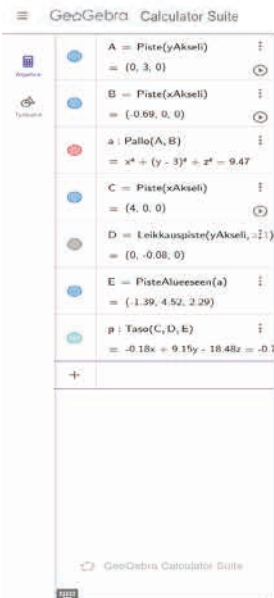 GeoGebra Calculator Suite
A = Piste(yAkseli)
= (0, 3, 0)
B = Piste(xAkseli)
= (-0.69, 0, 0)
a : Pallo(A, B)
= x² + (y - 3)² + z² = 9.47
C = Piste(xAkseli)
= (4, 0, 0)
D = Leikkauspiste(yAkseli,
= (0, -0.08, 0)
E = PisteAlueeseen(a)
= (-1.39, 4.52, 2.29)
p : Taso(C, D, E)
= -0.18x + 9.15y - 18.48z = -0.7
+
GeoGebra Calculator Suite